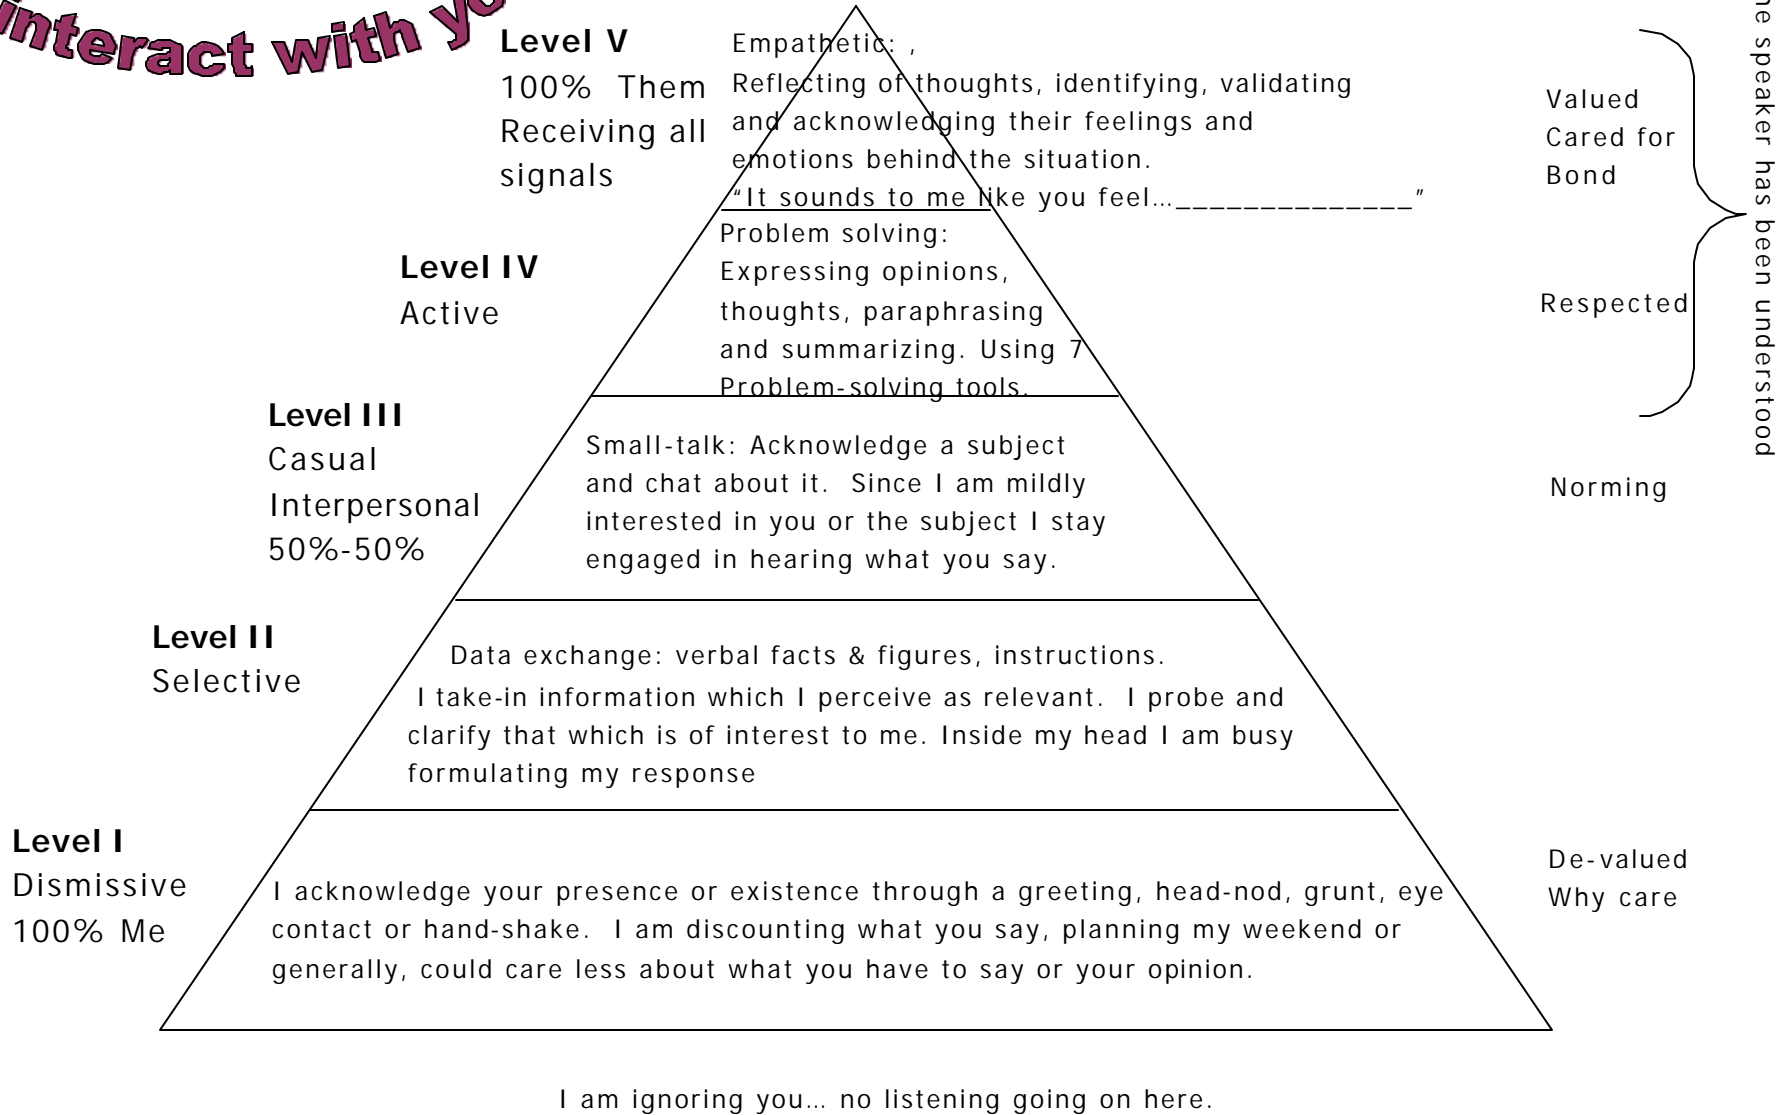 interact with
Level V
100% Them
Receiving all
signals
Empathetic: ,
Reflecting of thoughts, identifying, validating
and acknowledging their feelings and
emotions behind the situation.
“It sounds to me like you feel…______________”
Valued
Cared for
Bond
speaker has been understood
Level IV
Active
Problem solving:
Expressing opinions,
thoughts, paraphrasing
and summarizing. Using 7
Problem-solving tools.
Respected
Level III
Casual
Interpersonal
50%-50%
Small-talk: Acknowledge a subject
and chat about it. Since I am mildly
interested in you or the subject I stay
engaged in hearing what you say.
Norming
Level II
Selective
Data exchange: verbal facts & figures, instructions.
I take-in information which I perceive as relevant. I probe and
clarify that which is of interest to me. Inside my head I am busy
formulating my response
Level I
Dismissive
100% Me
I acknowledge your presence or existence through a greeting, head-nod, grunt, eye
contact or hand-shake. I am discounting what you say, planning my weekend or
generally, could care less about what you have to say or your opinion.
De-valued
Why care
I am ignoring you… no listening going on here.